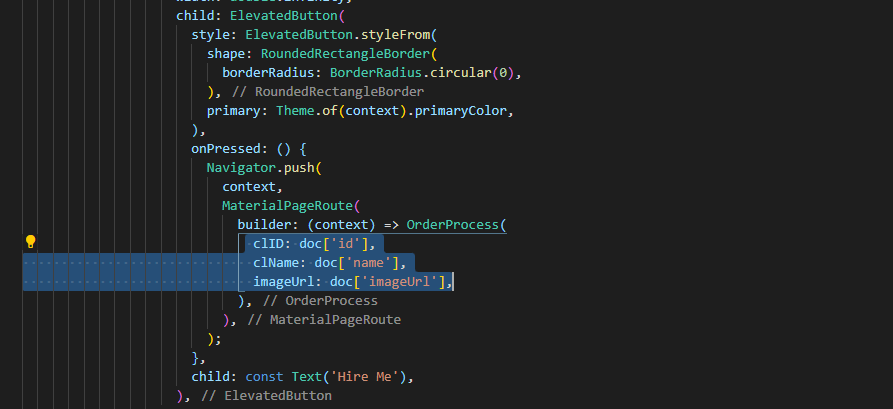 child: ElevatedButton(
style: ElevatedButton.styleFrom(
shape: RoundedRectangleBorder(
borderRadius: BorderRadius.circular(0),
), // RoundedRectangleBorder
primary: Theme.of(context).primaryColor,
),
onPressed: () {
Navigator.push(
context,
MaterialPageRoute(
builder: (context) => OrderProcess(
clID: doc['id'],
clName: doc['name'],
imageUrl: doc['imageUrl'],
), // OrderProcess
), // MaterialPageRoute
);
},
child: const Text('Hire Me'),
), // ElevatedButton